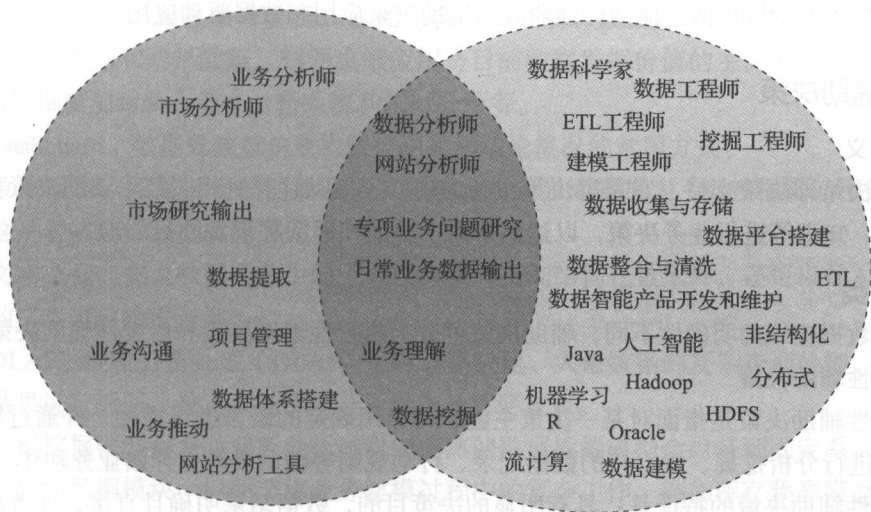 业务分析师
市场分析师
市场研究输出
数据提取
项目管理
业务沟通
数据体系搭建
业务推动
网站分析工具
数据分析师
网站分析师
专项业务问题研究
日常业务数据输出
业务理解
数据挖掘
数据科学家
数据工程师
ETL工程师
挖掘工程师
建模工程师
数据收集与存储
数据平台搭建
数据整合与清洗
ETL
数据智能产品开发和维护
Java
人工智能
非结构化
Hadoop
分布式
机器学习
R
HDFS
Oracle
流计算
数据建模